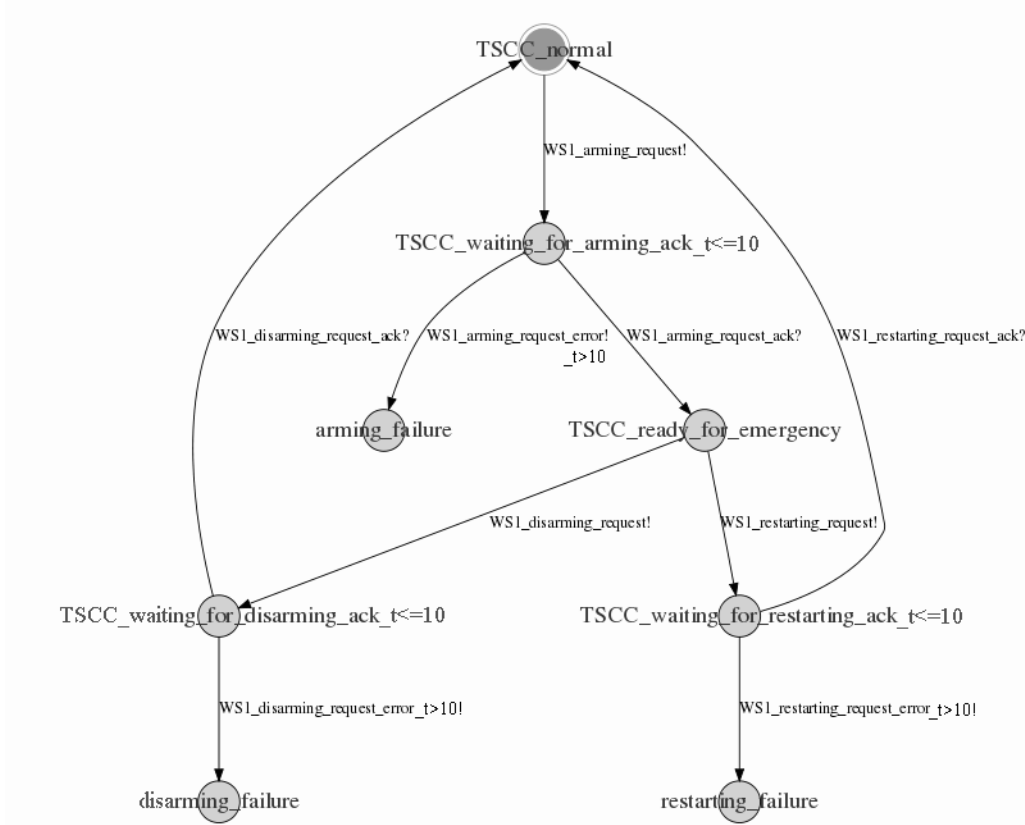 TSCC_normal
WS1_arming_request!
TSCC_waiting_for_arming_ack_t<=10
WS1_disarming_request_ack?
WS1_arming_request_error!
_t>10
WS1_arming_request_ack?
WS1_restarting_request_ack?
arming_failure
TSCC_ready_for_emergency
WS1_disarming_request!
WS1_restarting_request!
TSCC_waiting_for_disarming_ack_t<=10
TSCC_waiting_for_restarting_ack_t<=10
WS1_disarming_request_error_t>10!
WS1_restarting_request_error_t>10!
disarming_failure
restarting_failure